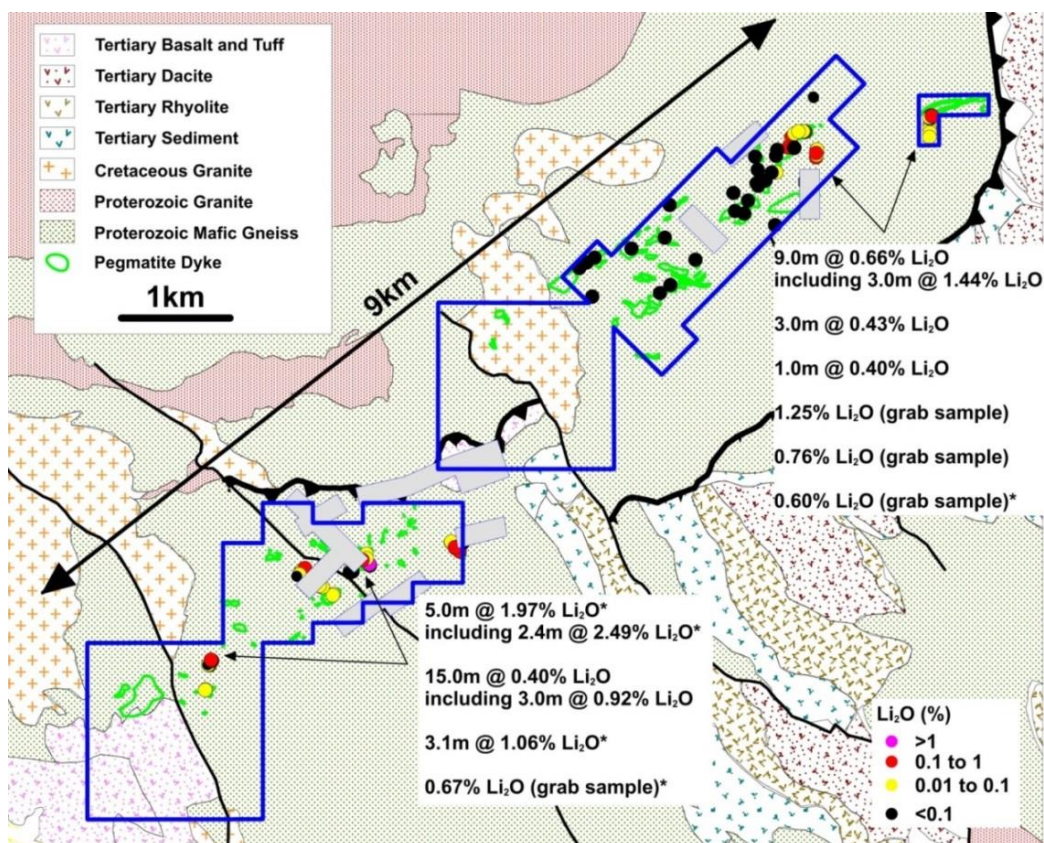 Tertiary Basalt and Tuff
Tertiary Dacite
Tertiary Rhyolite
Tertiary Sediment
Cretaceous Granite
Proterozoic Granite
Proterozoic Mafic Gneiss
Pegmatite Dyke
1km
9km
9.0m @ 0.66% Li₂O
including 3.0m @ 1.44% Li₂O
3.0m @ 0.43% Li₂O
1.0m @ 0.40% Li₂O
1.25% Li₂O (grab sample)
0.76% Li₂O (grab sample)
0.60% Li₂O (grab sample)*
5.0m @ 1.97% Li₂O*
including 2.4m @ 2.49% Li₂O*
15.0m @ 0.40% Li₂O
including 3.0m @ 0.92% Li₂O
3.1m @ 1.06% Li₂O*
0.67% Li₂O (grab sample)*
Li₂O (%)
>1
0.1 to 1
0.01 to 0.1
<0.1